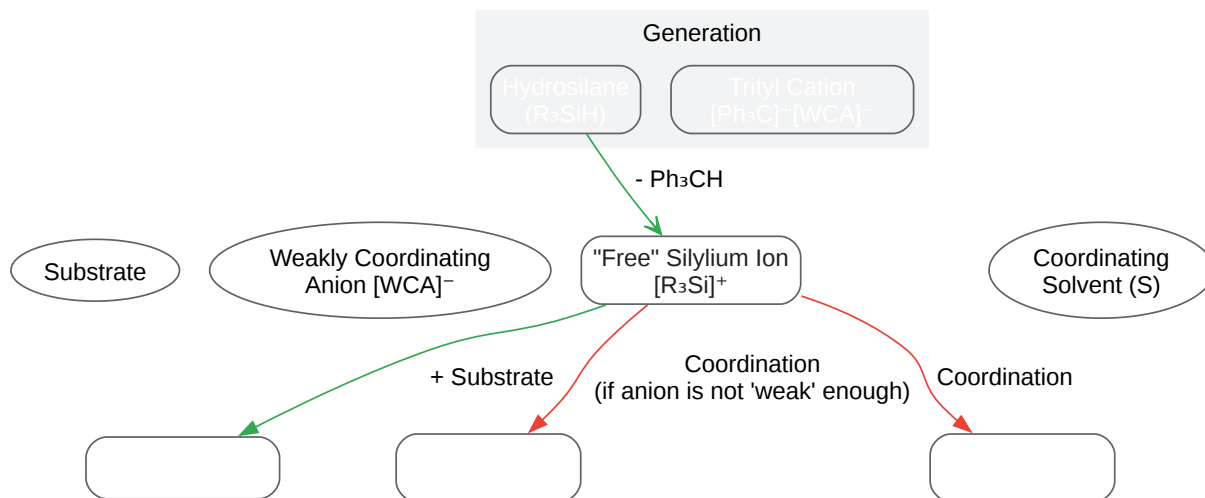 Generation
Hydrosilane
(R₃SiH)
Trityl Cation
[Ph₃C]⁺[WCA]⁻
- Ph₃CH
Substrate
Weakly Coordinating
Anion [WCA]⁻
"Free" Silylium Ion
[R₃Si]⁺
Coordinating
Solvent (S)
+ Substrate
Coordination
(if anion is not 'weak' enough)
Coordination